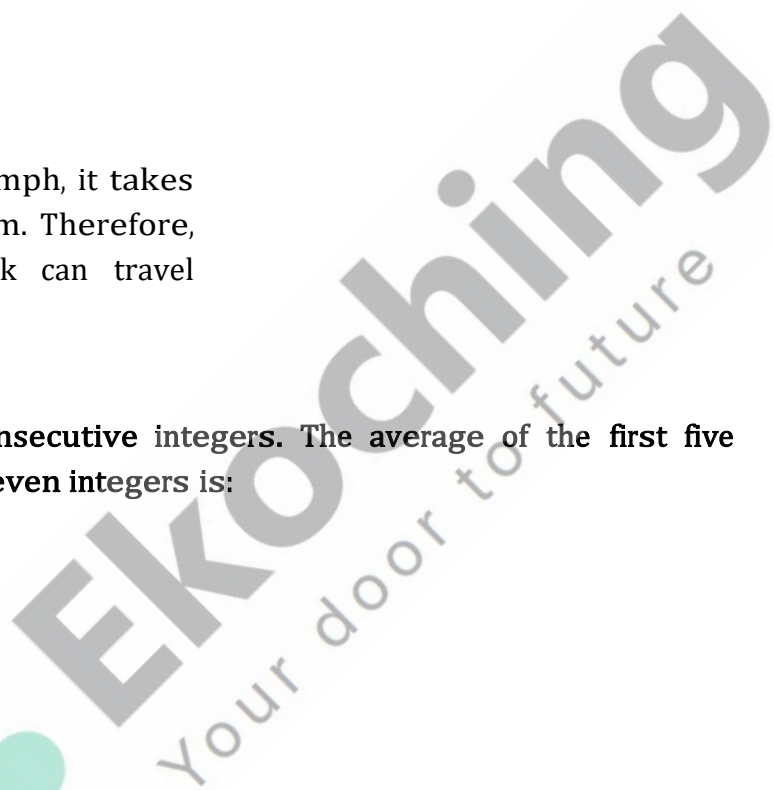 mph, it takes
m. Therefore,
k can travel
nsecutive integers. The average of the first five
even integers is:
Ekoching
Your door to future